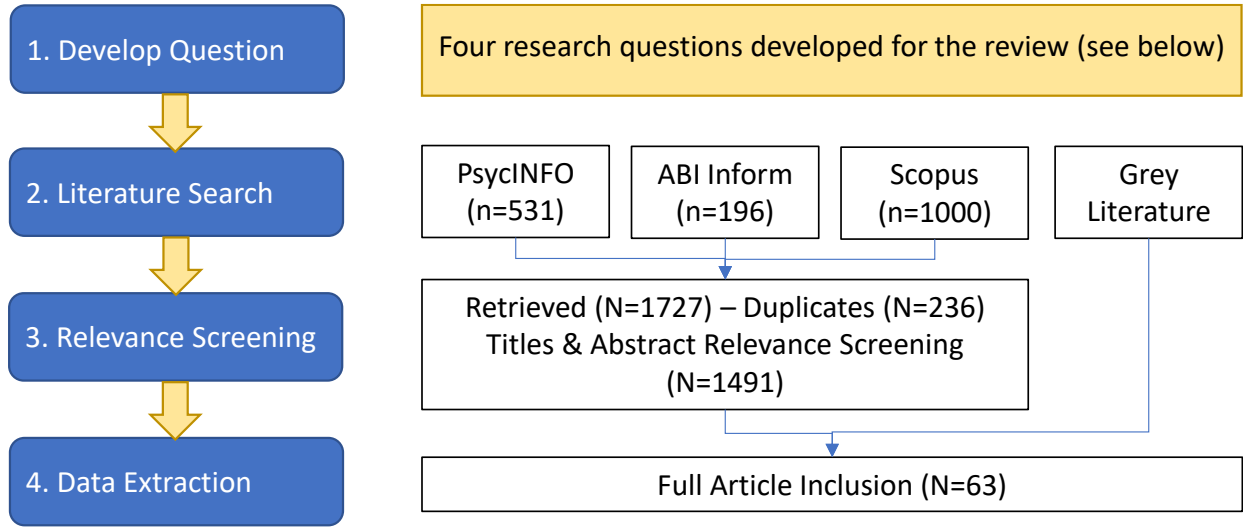 1. Develop Question
Four research questions developed for the review (see below)
2. Literature Search
PsycINFO
(n=531)
ABI Inform
(n=196)
Scopus
(n=1000)
Grey
Literature
3. Relevance Screening
Retrieved (N=1727) – Duplicates (N=236)
Titles & Abstract Relevance Screening
(N=1491)
4. Data Extraction
Full Article Inclusion (N=63)